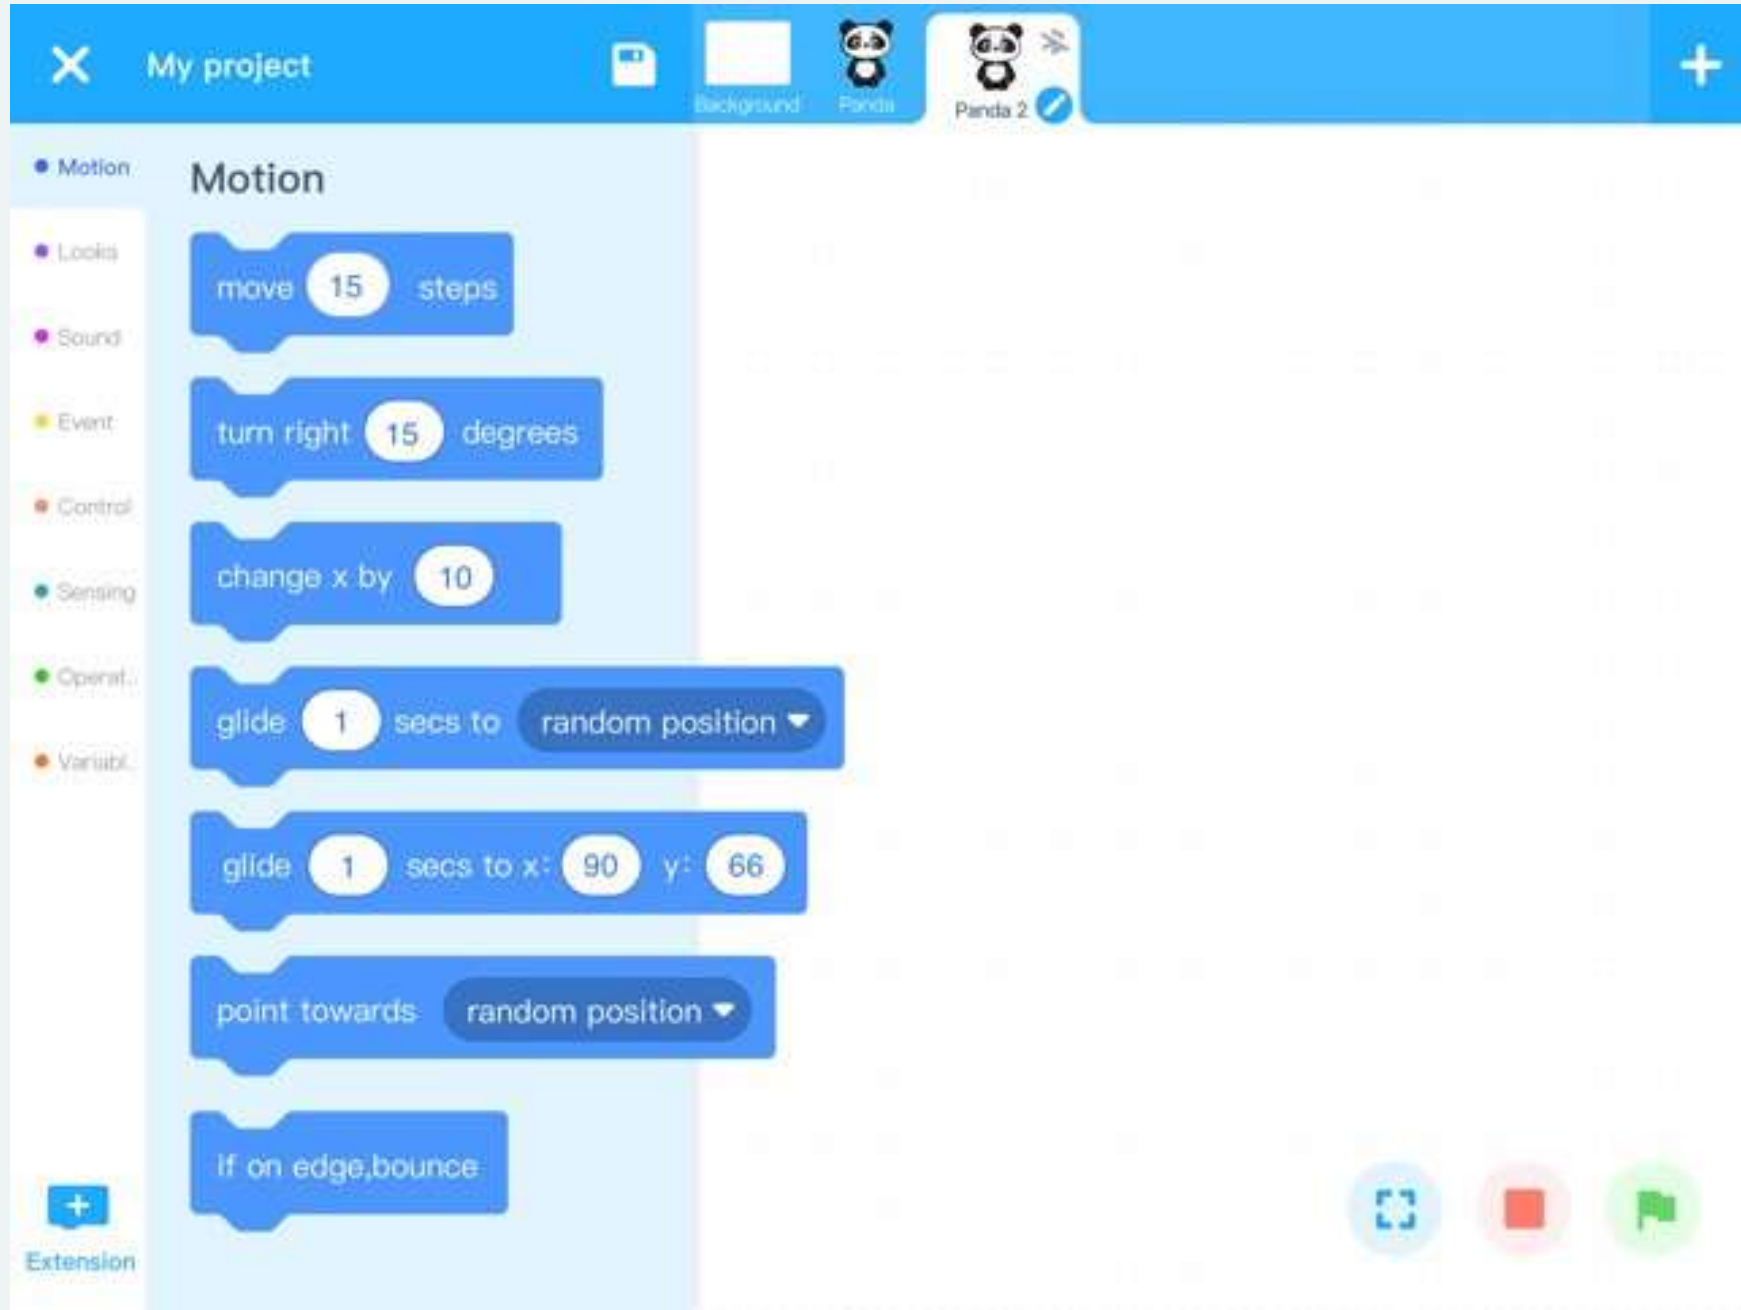 My project
Background
Panda
Panda 2
Motion
Looks
Sound
Event
Control
Sensing
Operat..
Variabl..
Extension
Motion
move 15 steps
turn right 15 degrees
change x by 10
glide 1 secs to random position
glide 1 secs to x: 90 y: 66
point towards random position
If on edge,bounce